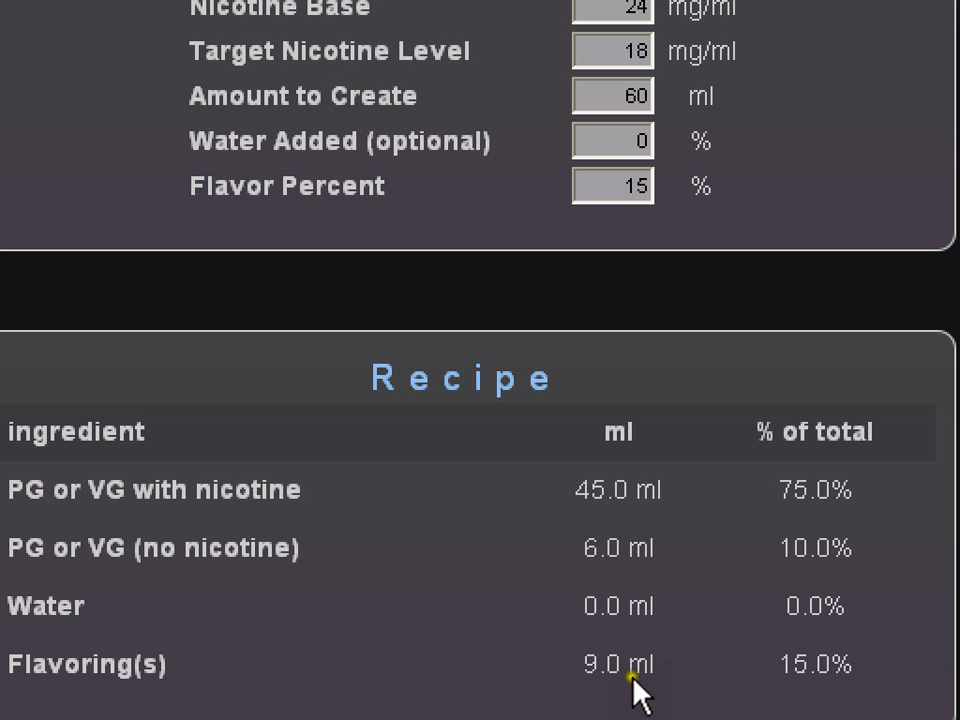 Nicotine Base 24 mg/ml
Target Nicotine Level 18 mg/ml
Amount to Create 60 ml
Water Added (optional) 0 %
Flavor Percent 15 %
Recipe
ingredient ml % of total
PG or VG with nicotine 45.0 ml 75.0%
PG or VG (no nicotine) 6.0 ml 10.0%
Water 0.0 ml 0.0%
Flavoring(s) 9.0 ml 15.0%